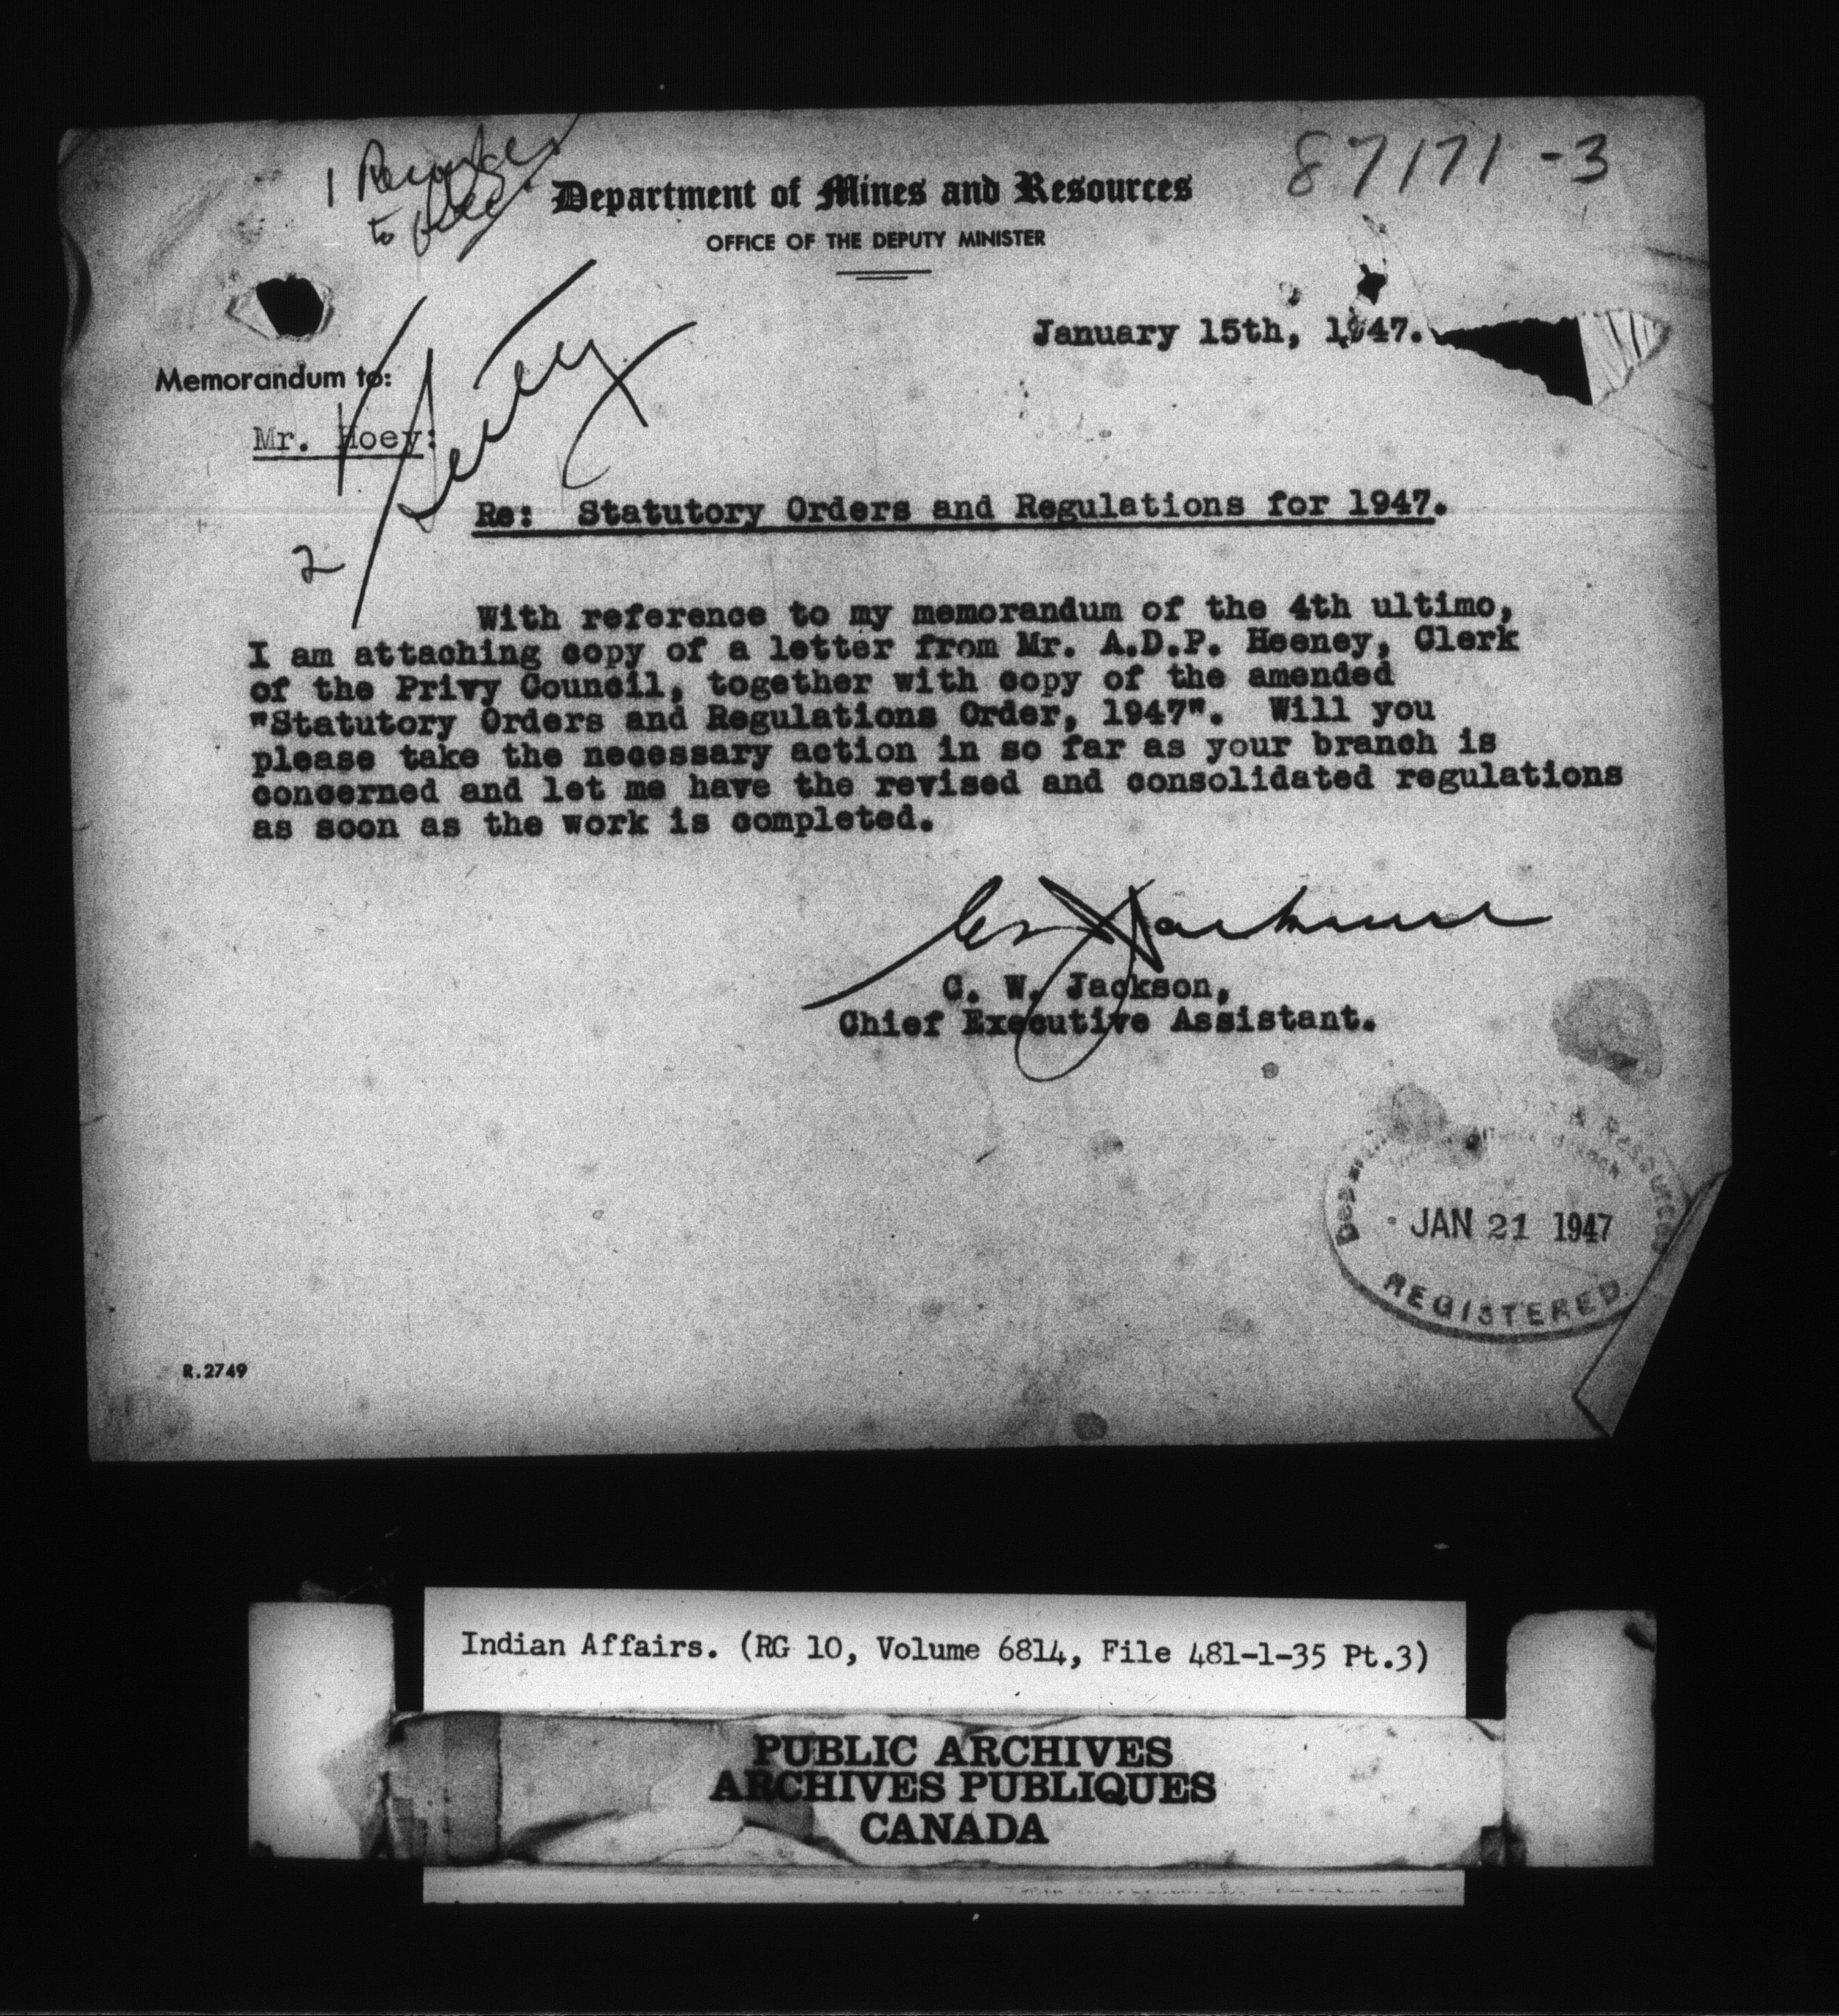 1
to
87171-3
Department of Mines and Resources
OFFICE OF THE DEPUTY MINISTER
January 15th, 1947.
Memorandum to:
Mr. Hoey:
Re: Statutory Orders and Regulations for 1947.
2
With reference to my memorandum of the 4th ultimo,
I am attaching copy of a letter from Mr. A.D.P. Heeney, Clerk
of the Privy Council, together with copy of the amended
"Statutory Orders and Regulations Order, 1947". Will you
please take the necessary action in so far as your branch is
concerned and let me have the revised and consolidated regulations
as soon as the work is completed.
CW Jackson
C. W. Jackson,
Chief Executive Assistant.
Resources
JAN 21 1947
REGISTERED
R.2749
Indian Affairs. (RG 10, Volume 6814, File 481-1-35 Pt.3)
PUBLIC ARCHIVES
ARCHIVES PUBLIQUES
CANADA